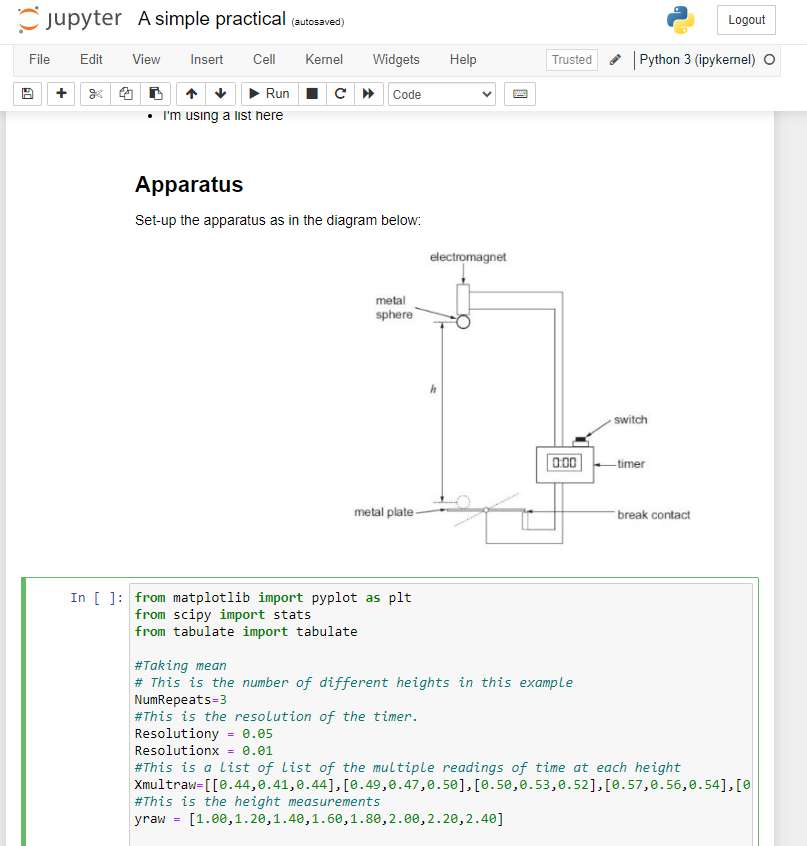 jupyter A simple practical (autosaved)
Logout
File Edit View Insert Cell Kernel Widgets Help Trusted Python 3 (ipykernel)
Run Code
I'm using a list here
Apparatus
Set-up the apparatus as in the diagram below:
electromagnet
metal
sphere
h
switch
0:00
timer
metal plate
break contact
In [ ]:
from matplotlib import pyplot as plt
from scipy import stats
from tabulate import tabulate
#Taking mean
# This is the number of different heights in this example
NumRepeats=3
#This is the resolution of the timer.
Resolutiony = 0.05
Resolutionx = 0.01
#This is a list of list of the multiple readings of time at each height
Xmultraw=[[0.44,0.41,0.44],[0.49,0.47,0.50],[0.50,0.53,0.52],[0.57,0.56,0.54],[0
#This is the height measurements
yraw = [1.00,1.20,1.40,1.60,1.80,2.00,2.20,2.40]